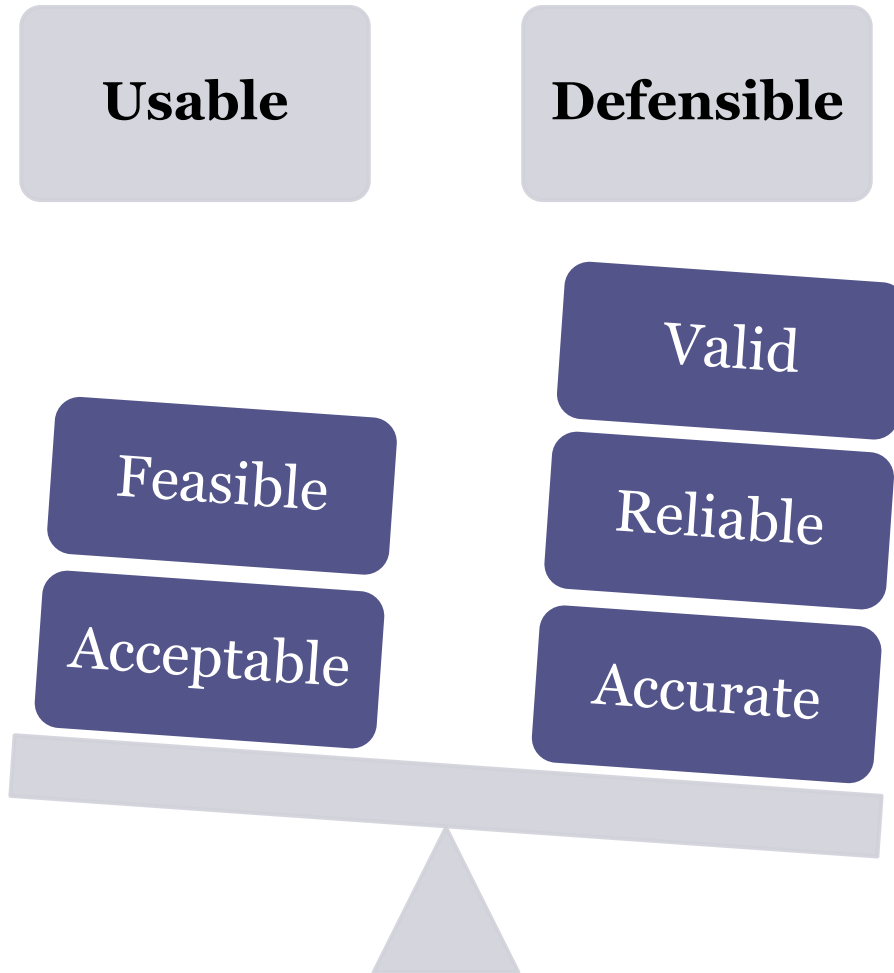 Usable
Defensible
Feasible
Acceptable
Valid
Reliable
Accurate